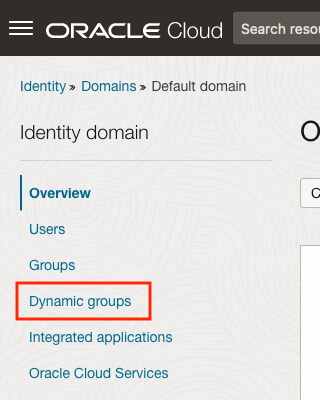 ORACLE Cloud Search resou
Identity » Domains » Default domain
Identity domain
O
Overview
C
Users
Groups
Dynamic groups
Integrated applications
Oracle Cloud Services